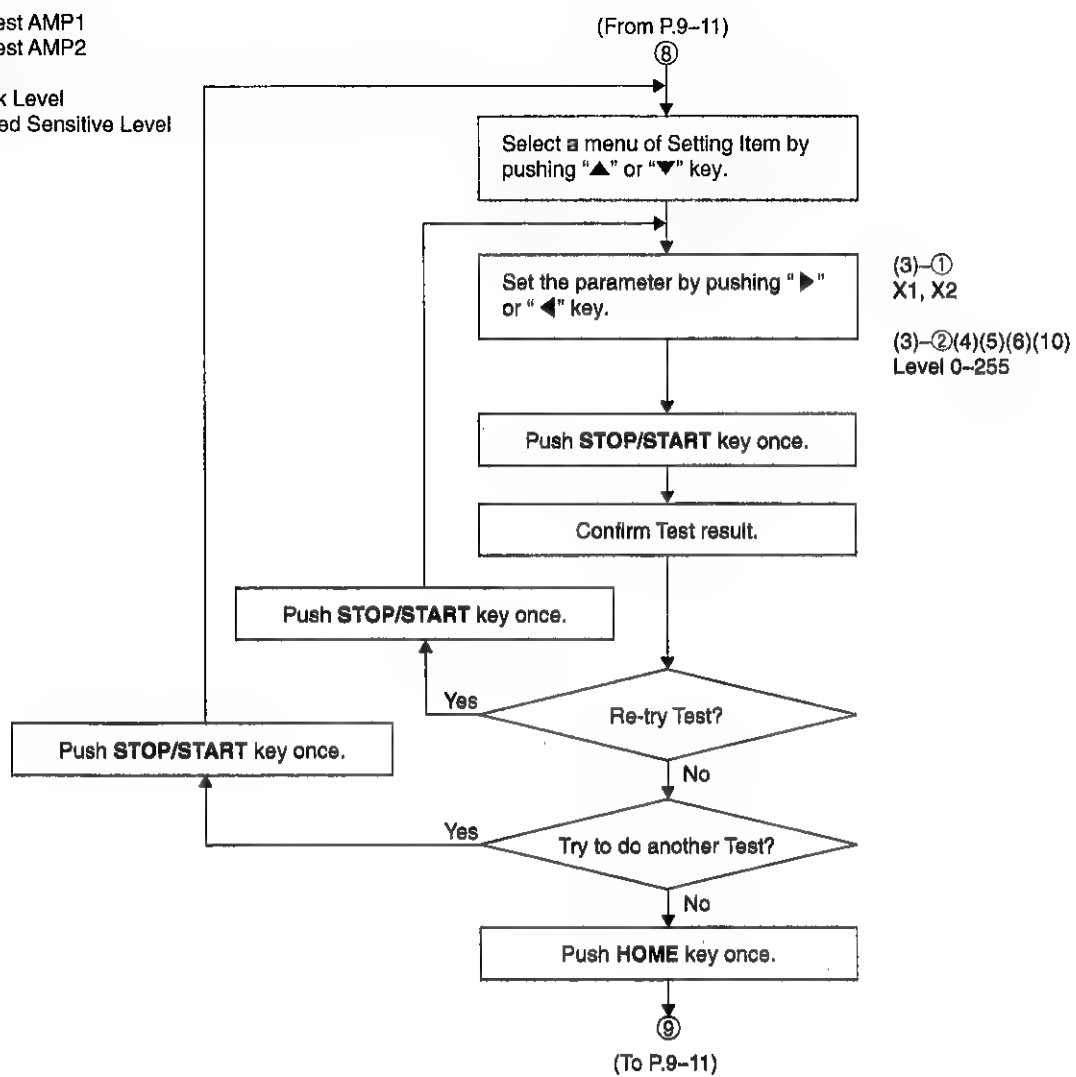 est AMP1
est AMP2
k Level
ed Sensitive Level
(From P.9–11)
⑧
Select a menu of Setting Item by
pushing "▲" or "▼" key.
Set the parameter by pushing "▶"
or "◀" key.
(3)–①
X1, X2
(3)–②(4)(5)(6)(10)
Level 0–255
Push STOP/START key once.
Confirm Test result.
Push STOP/START key once.
Yes
Re-try Test?
Push STOP/START key once.
No
Yes
Try to do another Test?
No
Push HOME key once.
⑨
(To P.9–11)